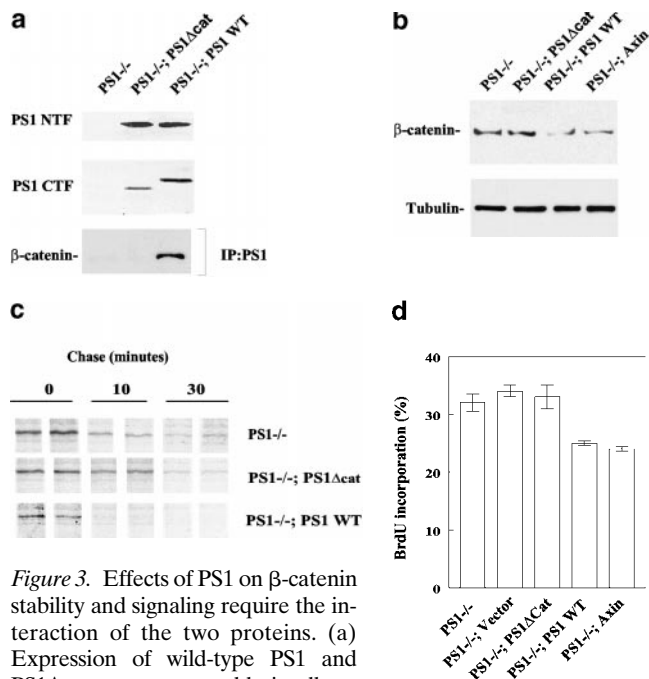 a
PS1-/-
PS1-/-; PS1Δcat
PS1-/-; PS1 WT
PS1 NTF
PS1 CTF
β-catenin-
IP:PS1
b
PS1-/-
PS1-/-; PS1Δcat
PS1-/-; PS1 WT
PS1-/-; Axin
β-catenin-
Tubulin-
c
Chase (minutes)
0 10 30
PS1-/-
PS1-/-; PS1Δcat
PS1-/-; PS1 WT
d
BrdU incorporation (%)
40
30
20
10
0
PS1-/-
PS1-/-; Vector
PS1-/-; PS1ΔCat
PS1-/-; PS1 WT
PS1-/-; Axin
Figure 3. Effects of PS1 on β-catenin
stability and signaling require the in-
teraction of the two proteins. (a)
Expression of wild-type PS1 and